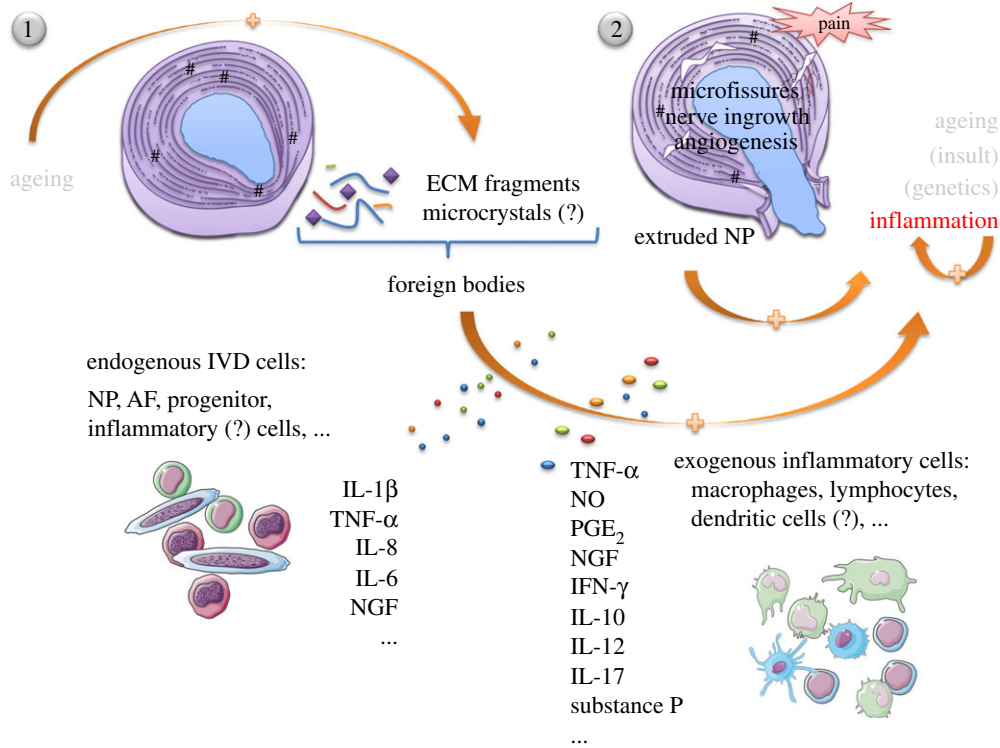 1
ageing
#
#
#
#
#
#
ECM fragments
microcrystals (?)
foreign bodies
2
pain
microfissures
# nerve ingrowth
angiogenesis
#
#
#
extruded NP
ageing
(insult)
(genetics)
inflammation
endogenous IVD cells:
NP, AF, progenitor,
inflammatory (?) cells, ...
IL-1β
TNF-α
IL-8
IL-6
NGF
...
TNF-α
NO
PGE₂
NGF
IFN-γ
IL-10
IL-12
IL-17
substance P
...
exogenous inflammatory cells:
macrophages, lymphocytes,
dendritic cells (?), ...